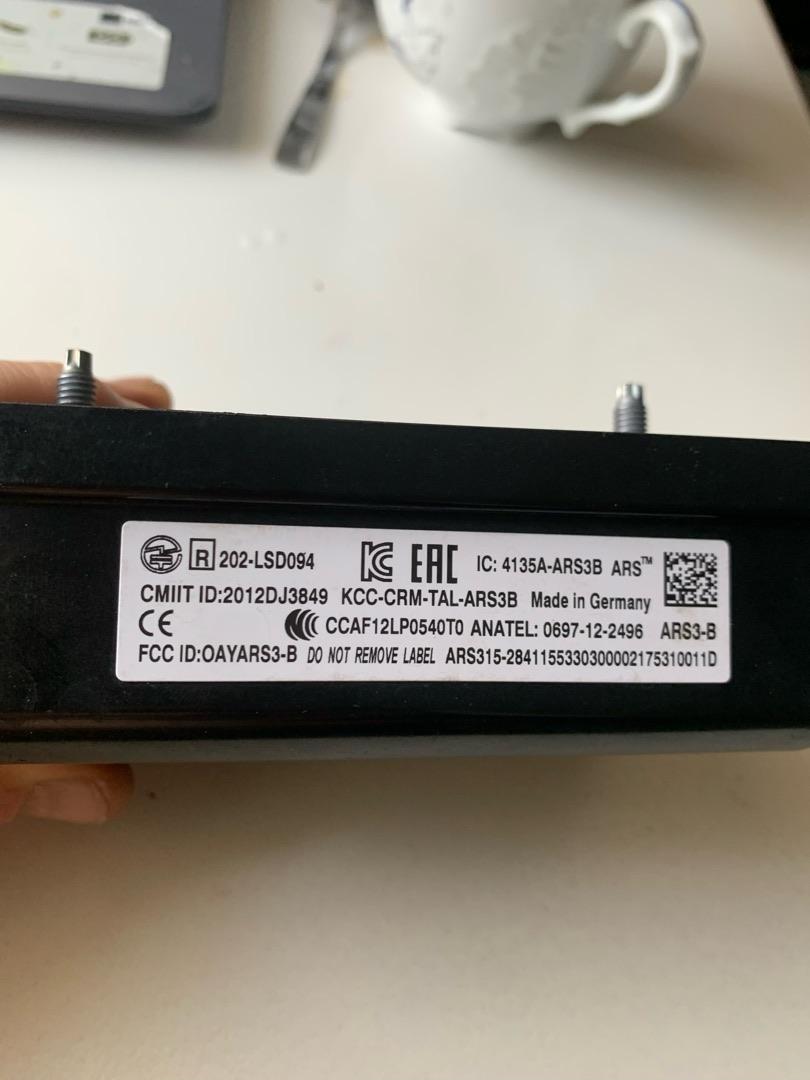 R 202-LSD094 EAC IC: 4135A-ARS3B ARS™
CMIIT ID:2012DJ3849 KCC-CRM-TAL-ARS3B Made in Germany
CE CCAF12LP0540T0 ANATEL: 0697-12-2496 ARS3-B
FCC ID:OAYARS3-B DO NOT REMOVE LABEL ARS315-2841155330300002175310011D